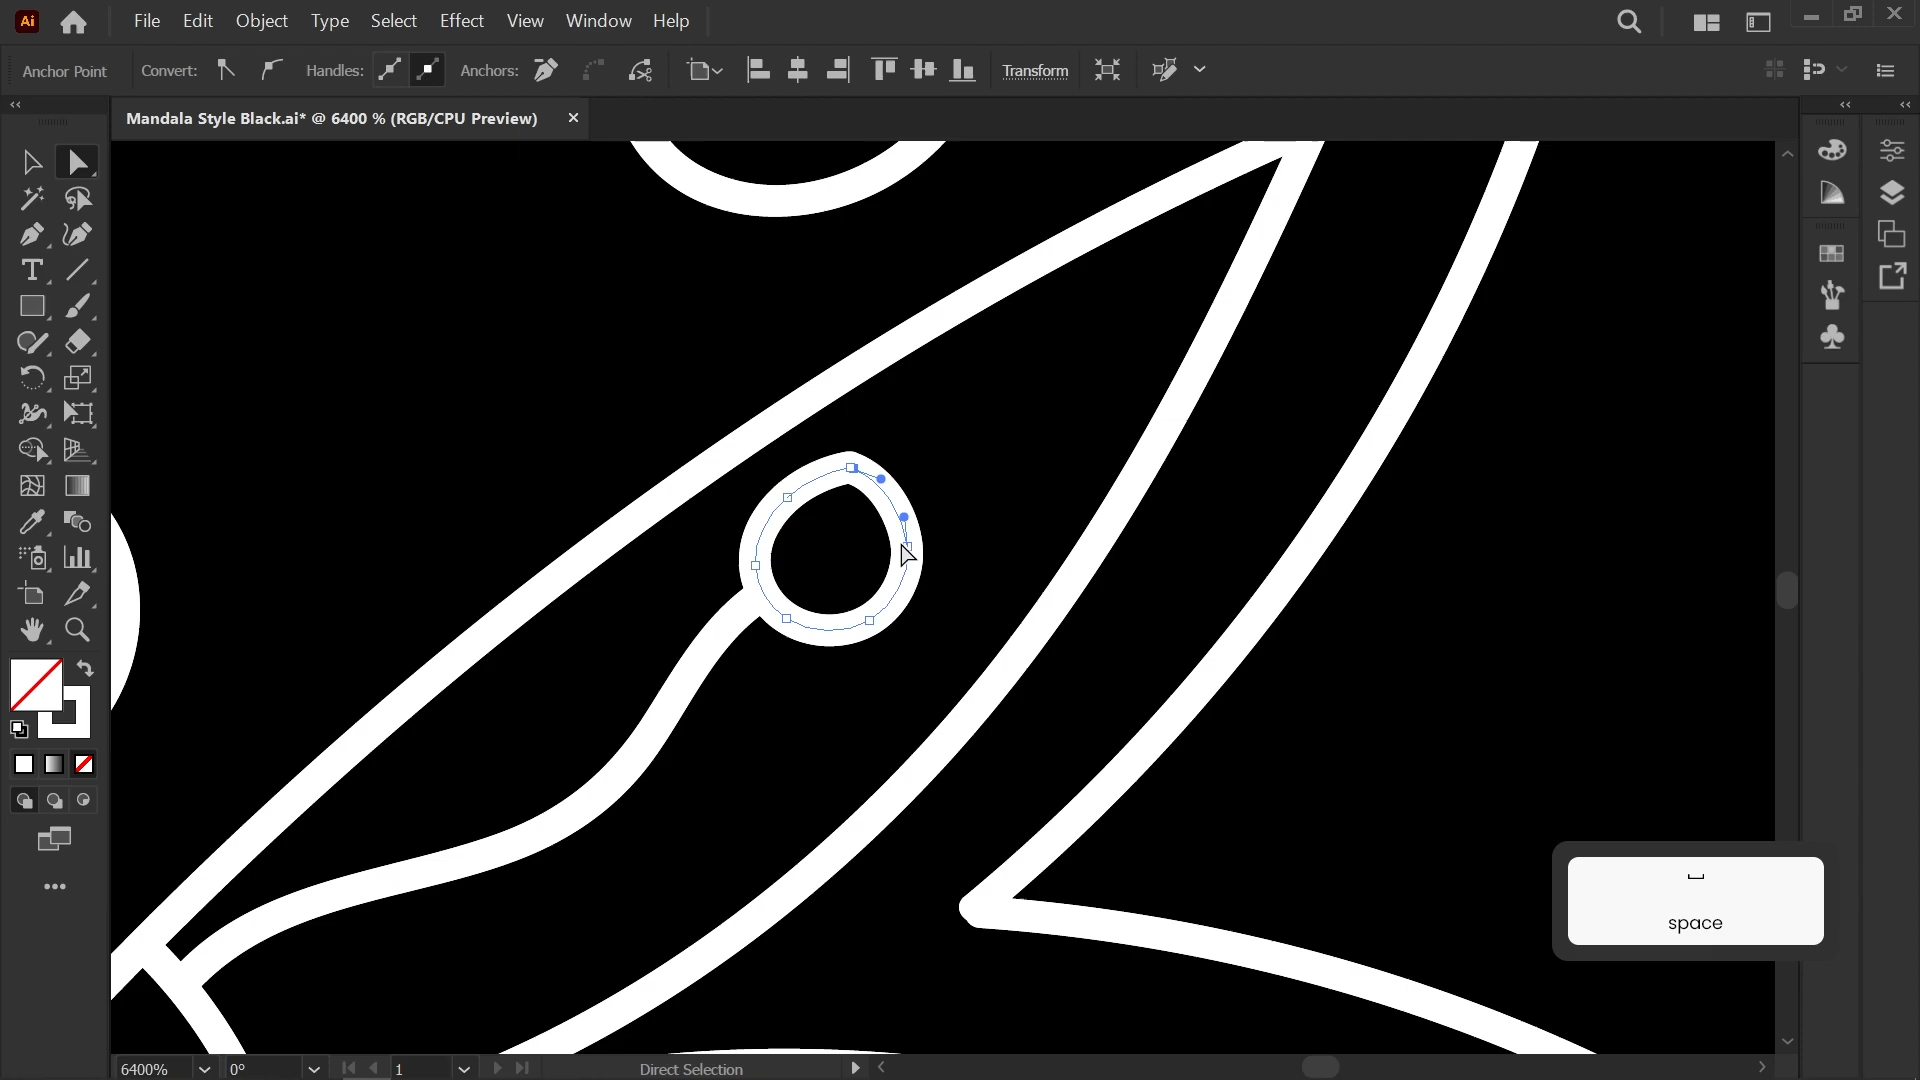 Ai File Edit Object Type Select Effect View Window Help
Anchor Point Convert: Handles: Anchors: Transform
Mandala Style Black.ai* @ 6400 % (RGB/CPU Preview)
space
6400% 0° 1 Direct Selection